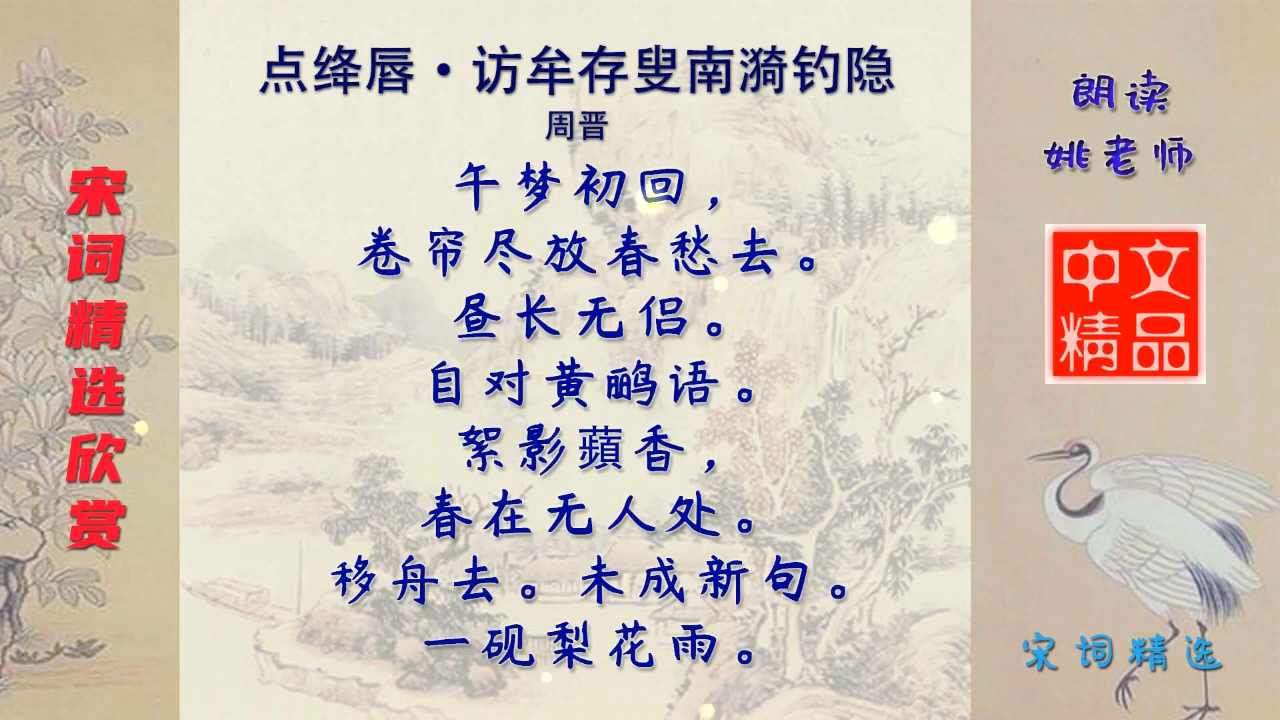 点绛唇·访牟存叟南漪钓隐
周晋
午梦初回，
卷帘尽放春愁去。
昼长无侣。
自对黄鹂语。
絮影蘋香，
春在无人处。
移舟去。未成新句。
一砚梨花雨。
宋词精选欣赏
朗读
姚老师
中文
精品
宋词精选